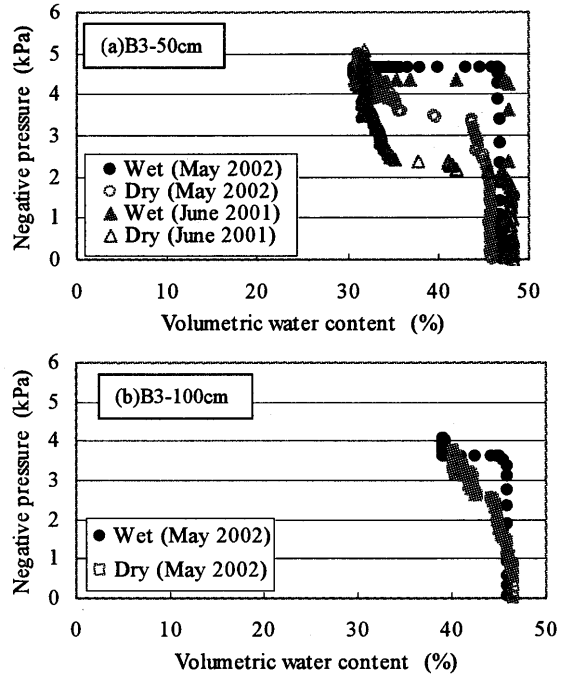 (a)B3-50cm
Negative pressure (kPa)
6
5
4
3
2
1
0
Wet (May 2002)
Dry (May 2002)
Wet (June 2001)
Dry (June 2001)
0 10 20 30 40 50
Volumetric water content (%)
(b)B3-100cm
Negative pressure (kPa)
6
5
4
3
2
1
0
Wet (May 2002)
Dry (May 2002)
0 10 20 30 40 50
Volumetric water content (%)